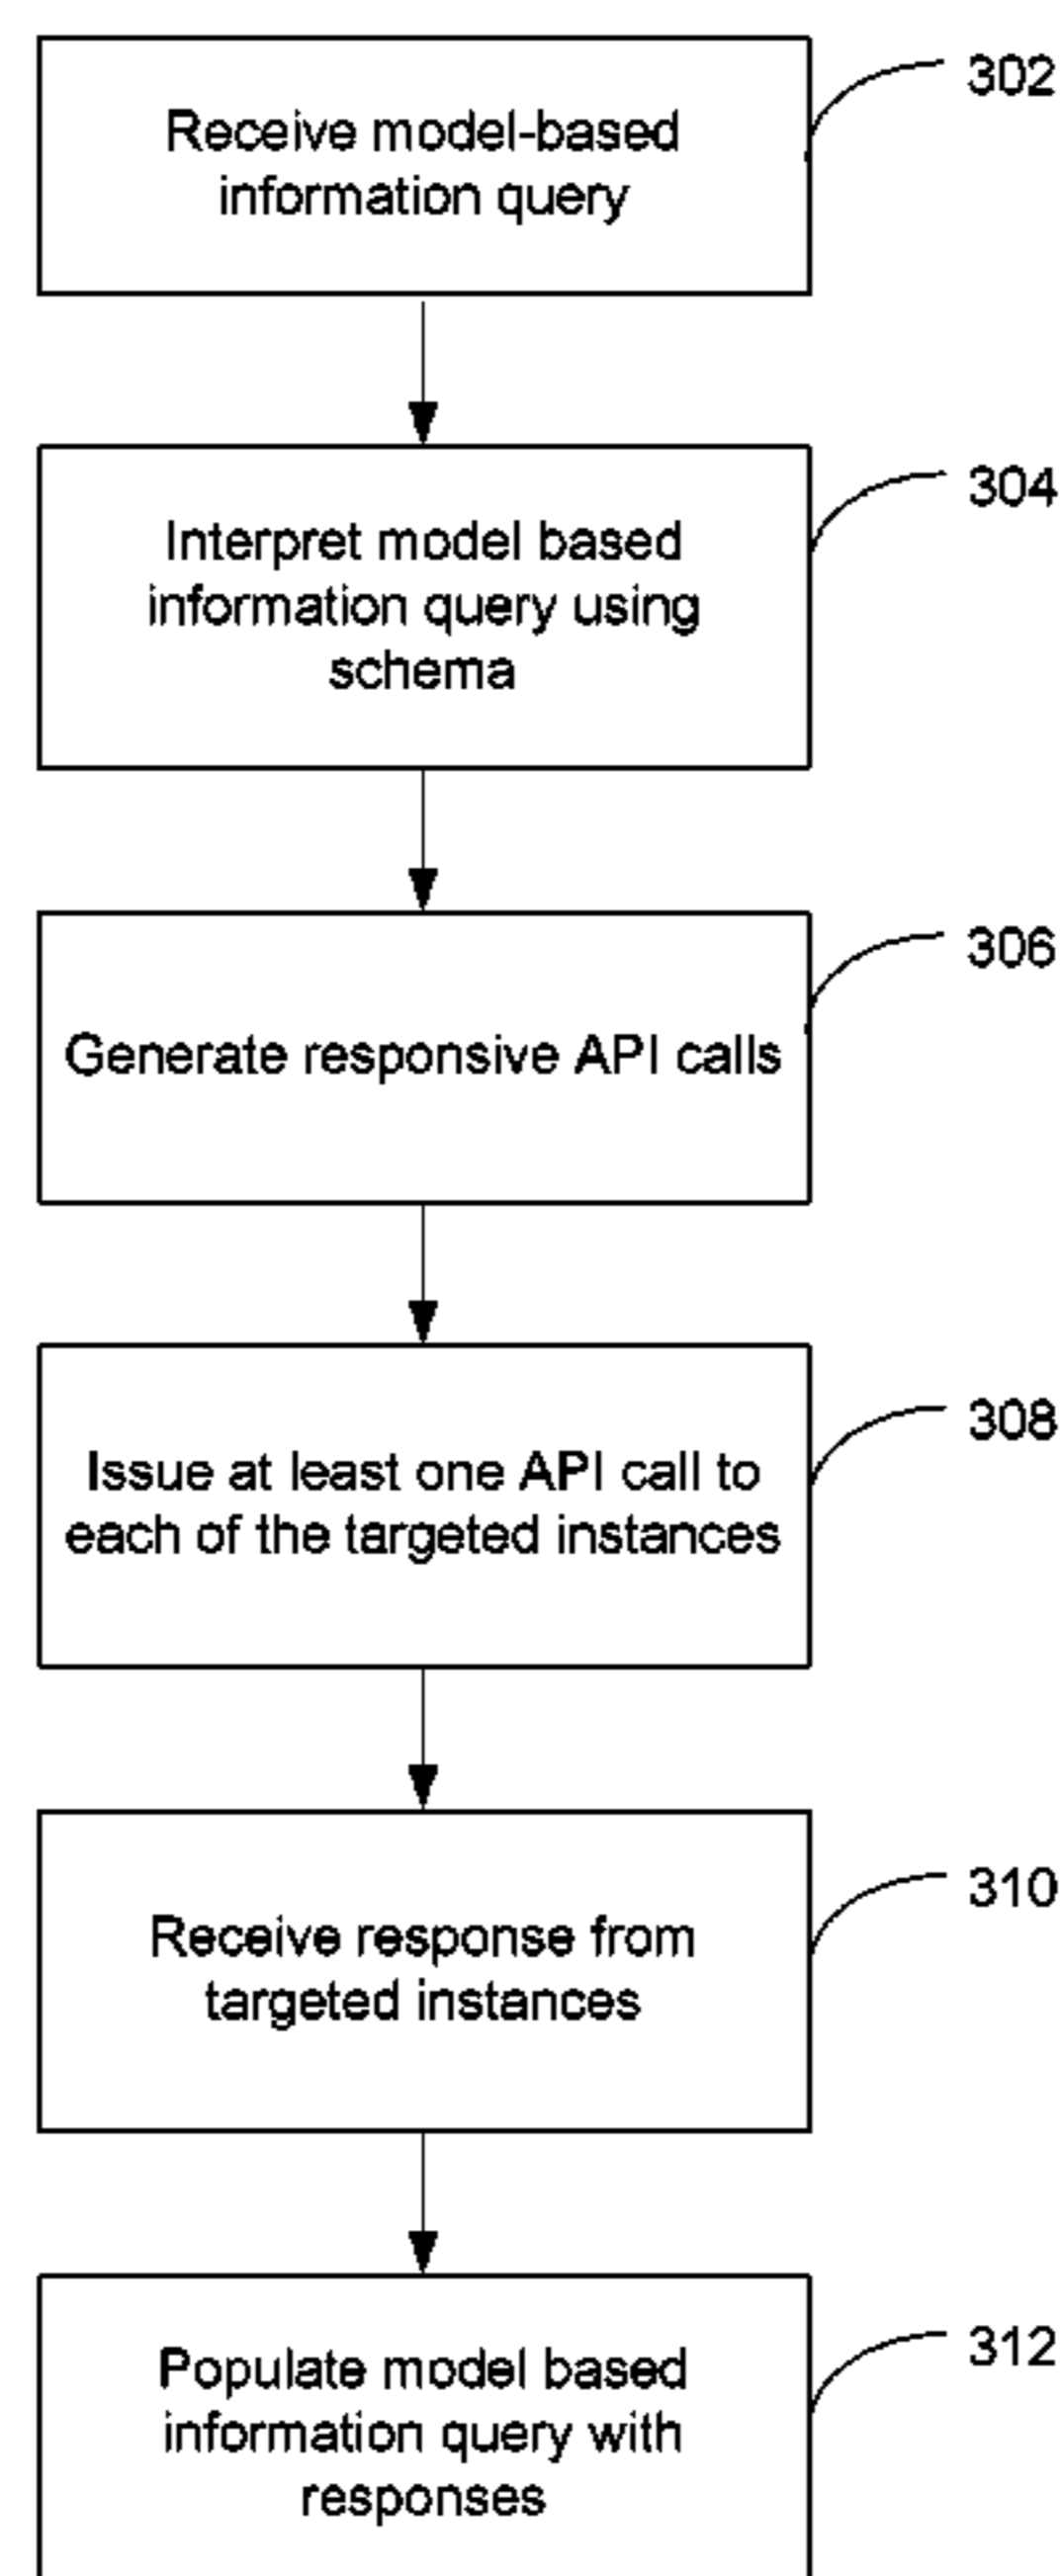 Receive model-based
information query
302
Interpret model based
information query using
schema
304
Generate responsive API calls
306
Issue at least one API call to
each of the targeted instances
308
Receive response from
targeted instances
310
Populate model based
information query with
responses
312